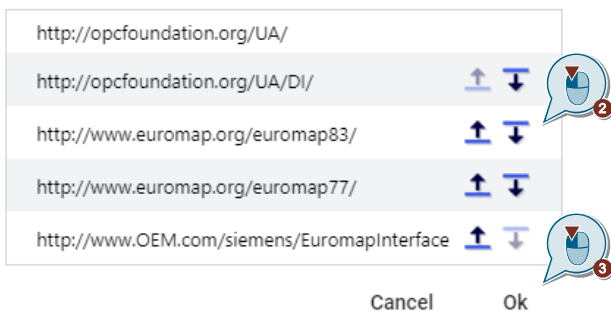 http://opcfoundation.org/UA/
http://opcfoundation.org/UA/DI/
2
http://www.euromap.org/euromap83/
http://www.euromap.org/euromap77/
http://www.OEM.com/siemens/EuromapInterface
3
Cancel Ok